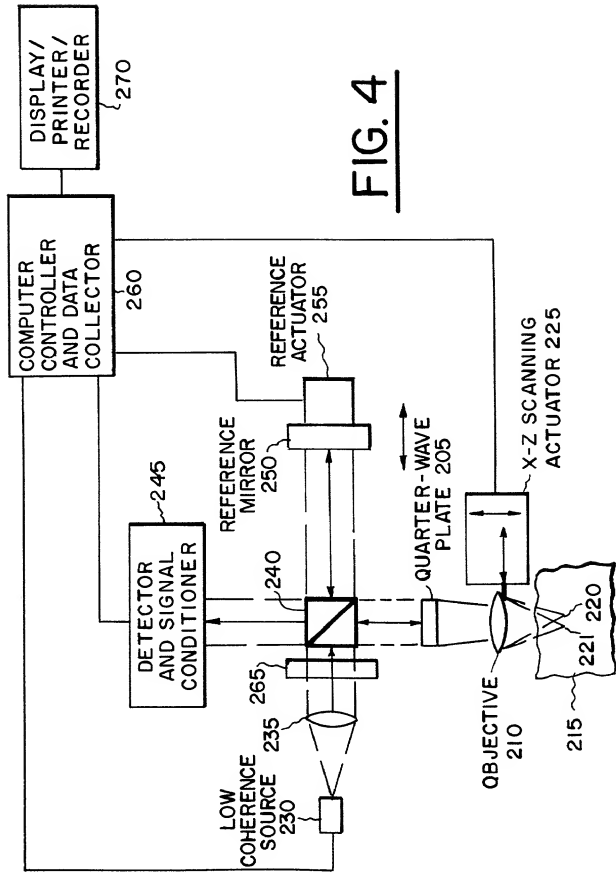 DISPLAY/
PRINTER/
RECORDER
270
COMPUTER
CONTROLLER
AND DATA
COLLECTOR
260
FIG. 4
REFERENCE
ACTUATOR
255
REFERENCE
MIRROR
250
245
DETECTOR
AND SIGNAL
CONDITIONER
240
265
235
LOW
COHERENCE
SOURCE
230
QUARTER-WAVE
PLATE 205
X-Z SCANNING
ACTUATOR 225
QBJECTIVE
210
220
221
215